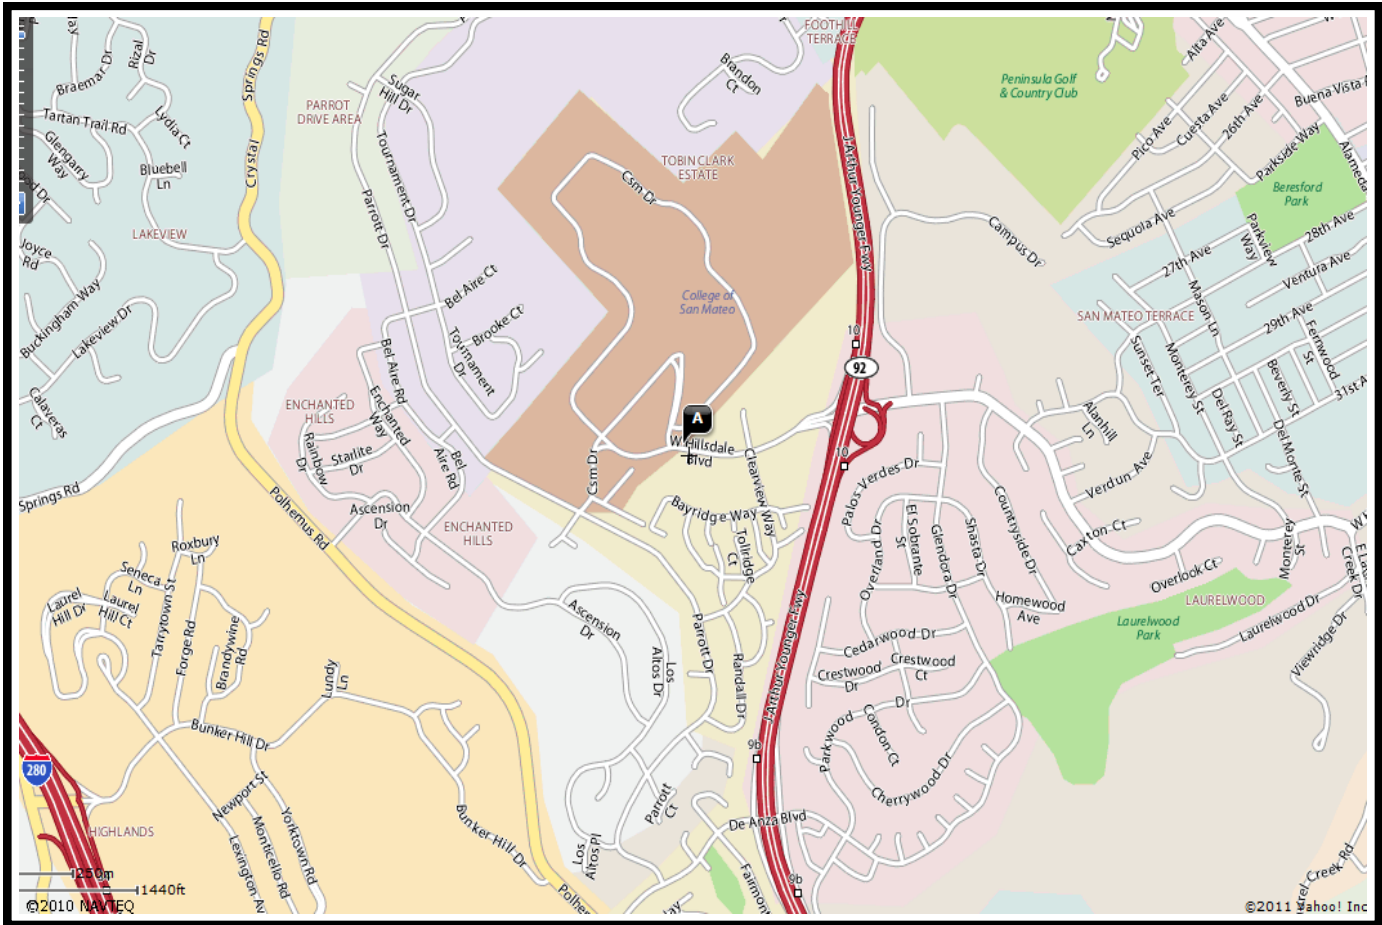 FOOTHILL
TERRACE
Rizal
Dr
Braemar Dr
Springs Rd
Crystal
Sugar
Hill Dr
Brandon
Ct
Peninsula Golf
& Country Club
Alta Ave
Buena Vista
PARROT
DRIVE AREA
Tartan Trail Rd
Lydia Ct
Glengarry
Way
Pico Ave
Cuesta Ave
26th Ave
Parkside Way
Alameda
Bluebell
Ln
Tournament Dr
Parrott Dr
TOBIN CLARK
ESTATE
Csm Dr
J Arthur Younger Fwy
Beresford
Park
LAKEVIEW
Joyce
Rd
Campus Dr
Sequoia Ave
Parkview
Way
28th Ave
27th Ave
Ventura Ave
Buckingham Way
Lakeview Dr
Bel Aire Ct
Brooke Ct
Tournament
Dr
College of
San Mateo
10
92
SAN MATEO TERRACE
Mason Ln
29th Ave
Fernwood
St
Sunset Ter
Monterey St
Beverly St
31st A
Calaveras
Ct
Bel Aire Rd
Enchanted
Way
ENCHANTED
HILLS
Rainbow
Dr
Starlite
Dr
A
W Hillsdale
Blvd
Alanhill
Ln
Del Ray St
Del Monte St
Springs Rd
Polhemus Rd
Ascension
Dr
Bel
Aire Rd
ENCHANTED
HILLS
Csm Dr
Clearview Way
10
Palos Verdes Dr
Verdun Ave
Bayridge Way
Tollridge
Ct
Overland Dr
El Sobrante
St
Glendora Dr
Shasta Dr
Countryside Dr
Caxton Ct
Monterey
St
Roxbury
Ln
Seneca
Ln
Laurel
Hill Dr
Laurel
Hill Ct
Tarrytown St
Forge Rd
Brandywine
Rd
Overlook Ct
LAURELWOOD
Homewood
Ave
Laurelwood
Park
Laurelwood Dr
Creek Dr
Viewridge Dr
Ascension
Dr
Los
Altos Dr
Parrott Dr
Randall Dr
J Arthur Younger Fwy
Cedarwood Dr
Crestwood
Dr
Crestwood
Ct
Lundy
Ln
Bunker Hill Dr
Parkwood
Dr
Condon
Ct
Cherrywood Dr
9b
280
Newport St
Parrott
Ct
De Anza Blvd
HIGHLANDS
Lexington Av
Monticello Rd
Yorktown Rd
Bunker Hill Dr
Los
Altos Pl
Polhe
Fairmon
9b
250m
1440ft
©2010 NAVTEQ
©2011 Yahoo! Inc